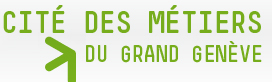 CITÉ DES MÉTIERS
DU GRAND GENÈVE